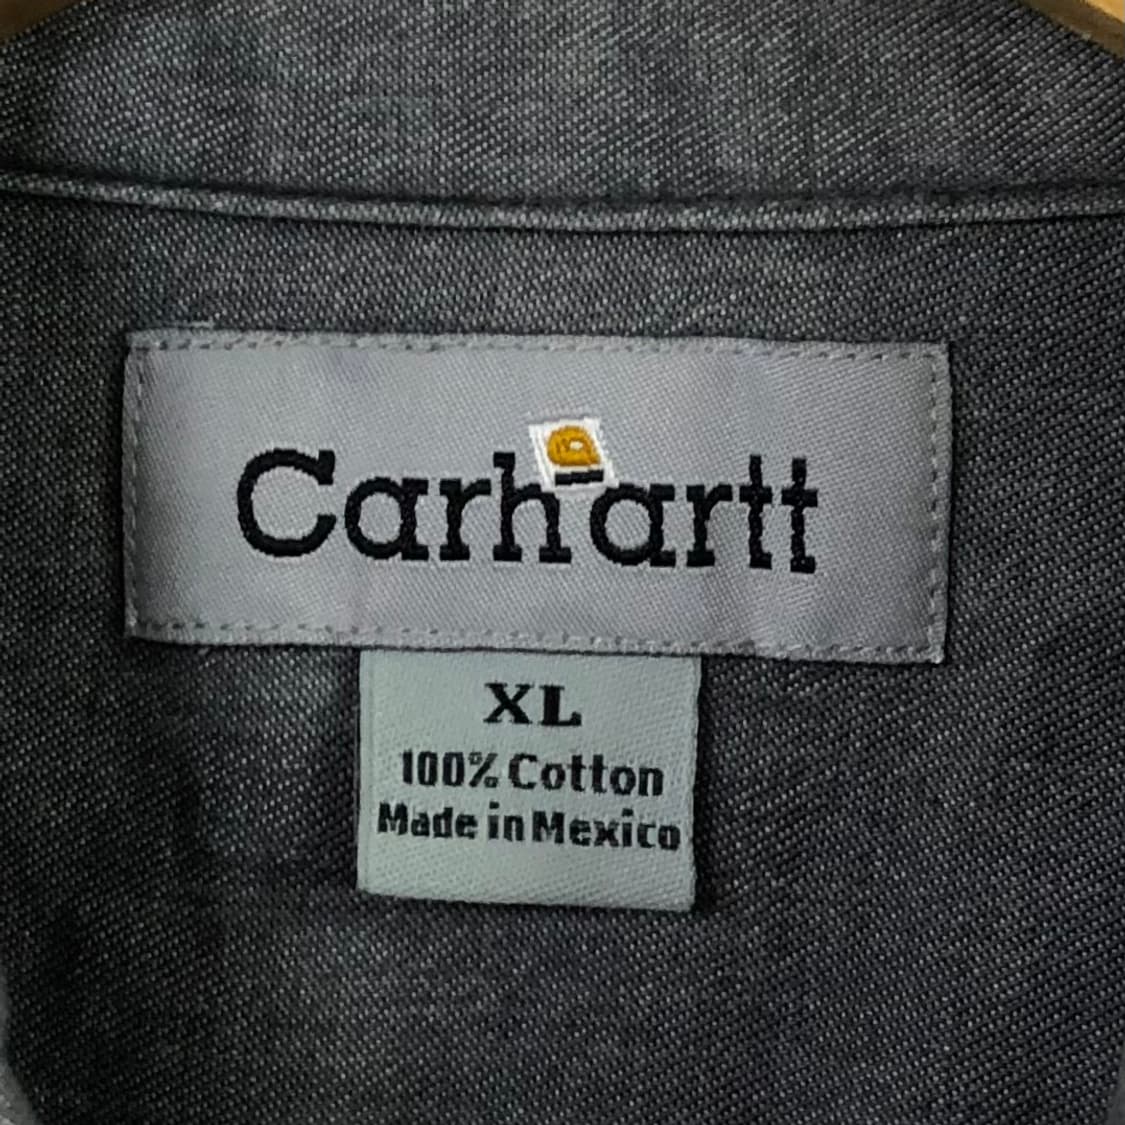 Carhartt
XL
100% Cotton
Made in Mexico